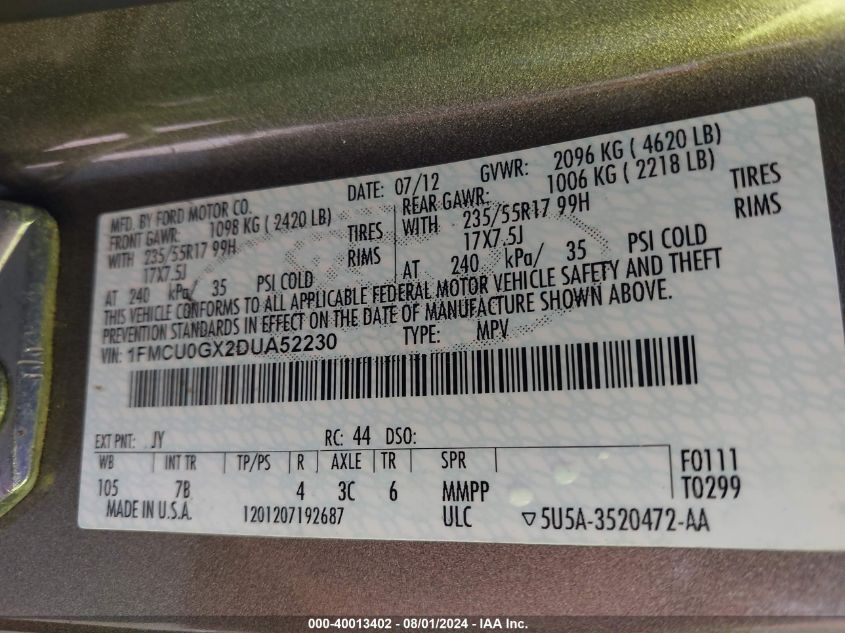 MFD. BY FORD MOTOR CO. DATE: 07/12 GVWR: 2096 KG ( 4620 LB)
FRONT GAWR: 1098 KG ( 2420 LB) REAR GAWR: 1006 KG ( 2218 LB)
WITH 235/55R17 99H TIRES WITH 235/55R17 99H TIRES
17X7.5J RIMS 17X7.5J RIMS
AT 240 kPa/ 35 PSI COLD AT 240 kPa/ 35 PSI COLD
THIS VEHICLE CONFORMS TO ALL APPLICABLE FEDERAL MOTOR VEHICLE SAFETY AND THEFT
PREVENTION STANDARDS IN EFFECT ON THE DATE OF MANUFACTURE SHOWN ABOVE.
VIN: 1FMCU0GX2DUA52230 TYPE: MPV
EXT PNT: JY RC: 44 DSO:
WB INT TR TP/PS R AXLE TR SPR F0111
105 7B 4 3C 6 MMPP T0299
MADE IN U.S.A. 1201207192687 ULC ▽5U5A-3520472-AA
000-40013402 - 08/01/2024 - IAA Inc.